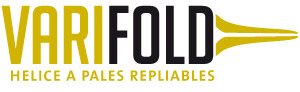 VARIFOLD
HELICE A PALES REPLIABLES